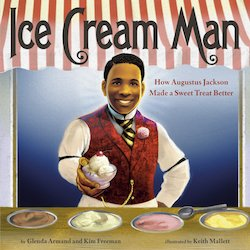 Ice Cream Man
How Augustus Jackson
Made a Sweet Treat Better
by Glenda Armand and Kim Freeman
illustrated by Keith Mallett